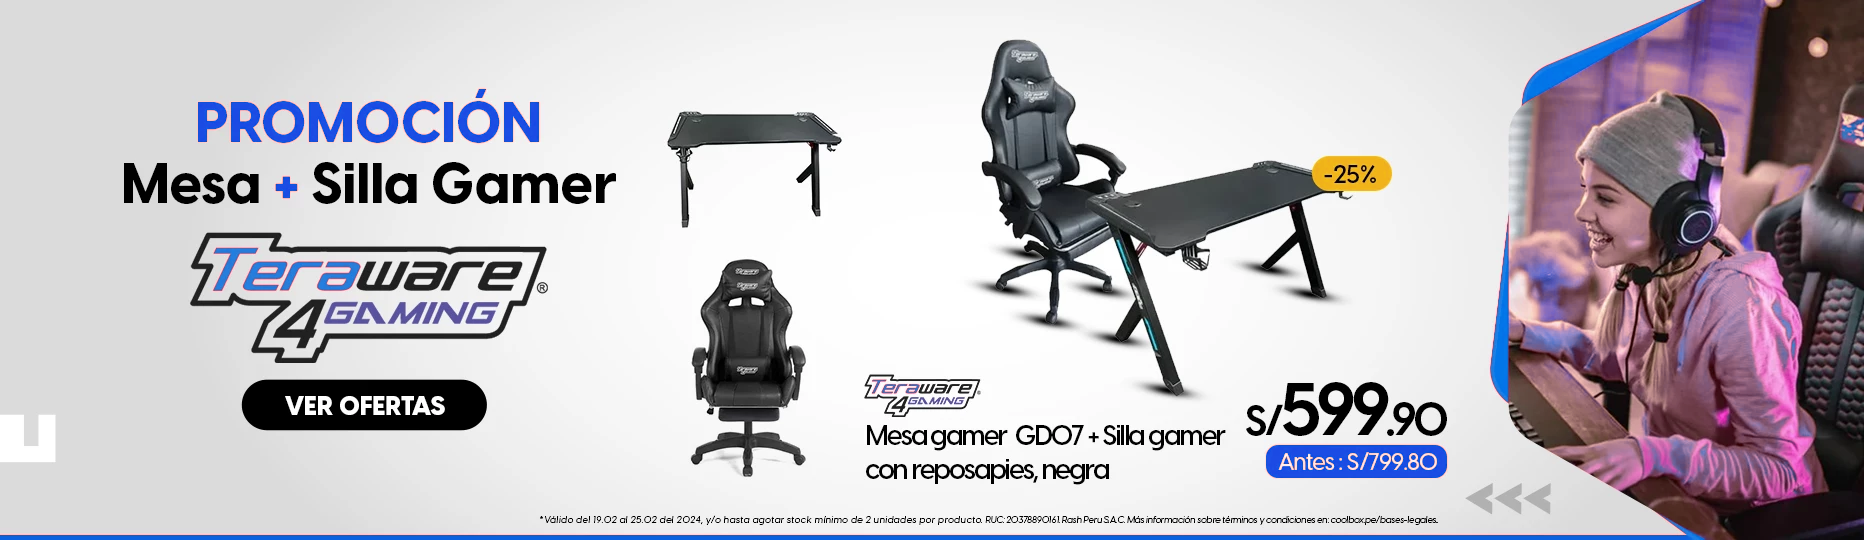 PROMOCIÓN
Mesa + Silla Gamer
Teraware
4GAMING
®
VER OFERTAS
-25%
Teraware
4GAMING
Mesa gamer GD07 + Silla gamer
con reposapies, negra
S/599.90
Antes : S/799.80
*Válido del 19.02 al 25.02 del 2024, y/o hasta agotar stock mínimo de 2 unidades por producto. RUC: 20378890161. Rash Peru S.A.C. Más información sobre términos y condiciones en: coolbox.pe/bases-legales.